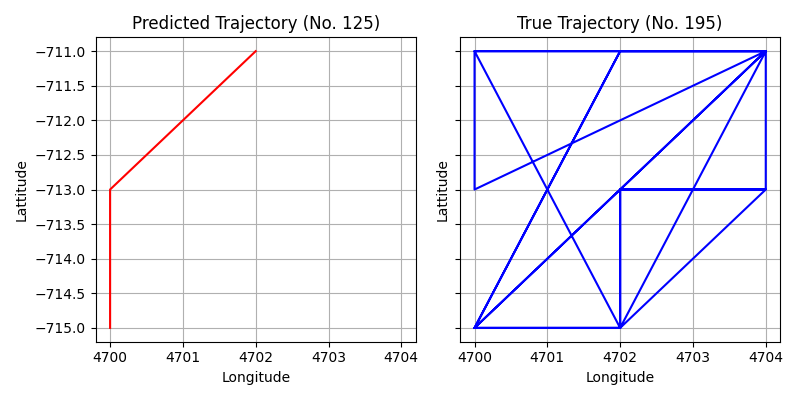 Predicted Trajectory (No. 125)
True Trajectory (No. 195)
−711.0
−711.5
−712.0
−712.5
−713.0
−713.5
−714.0
−714.5
−715.0
Lattitude
Lattitude
4700 4701 4702 4703 4704
4700 4701 4702 4703 4704
Longitude
Longitude